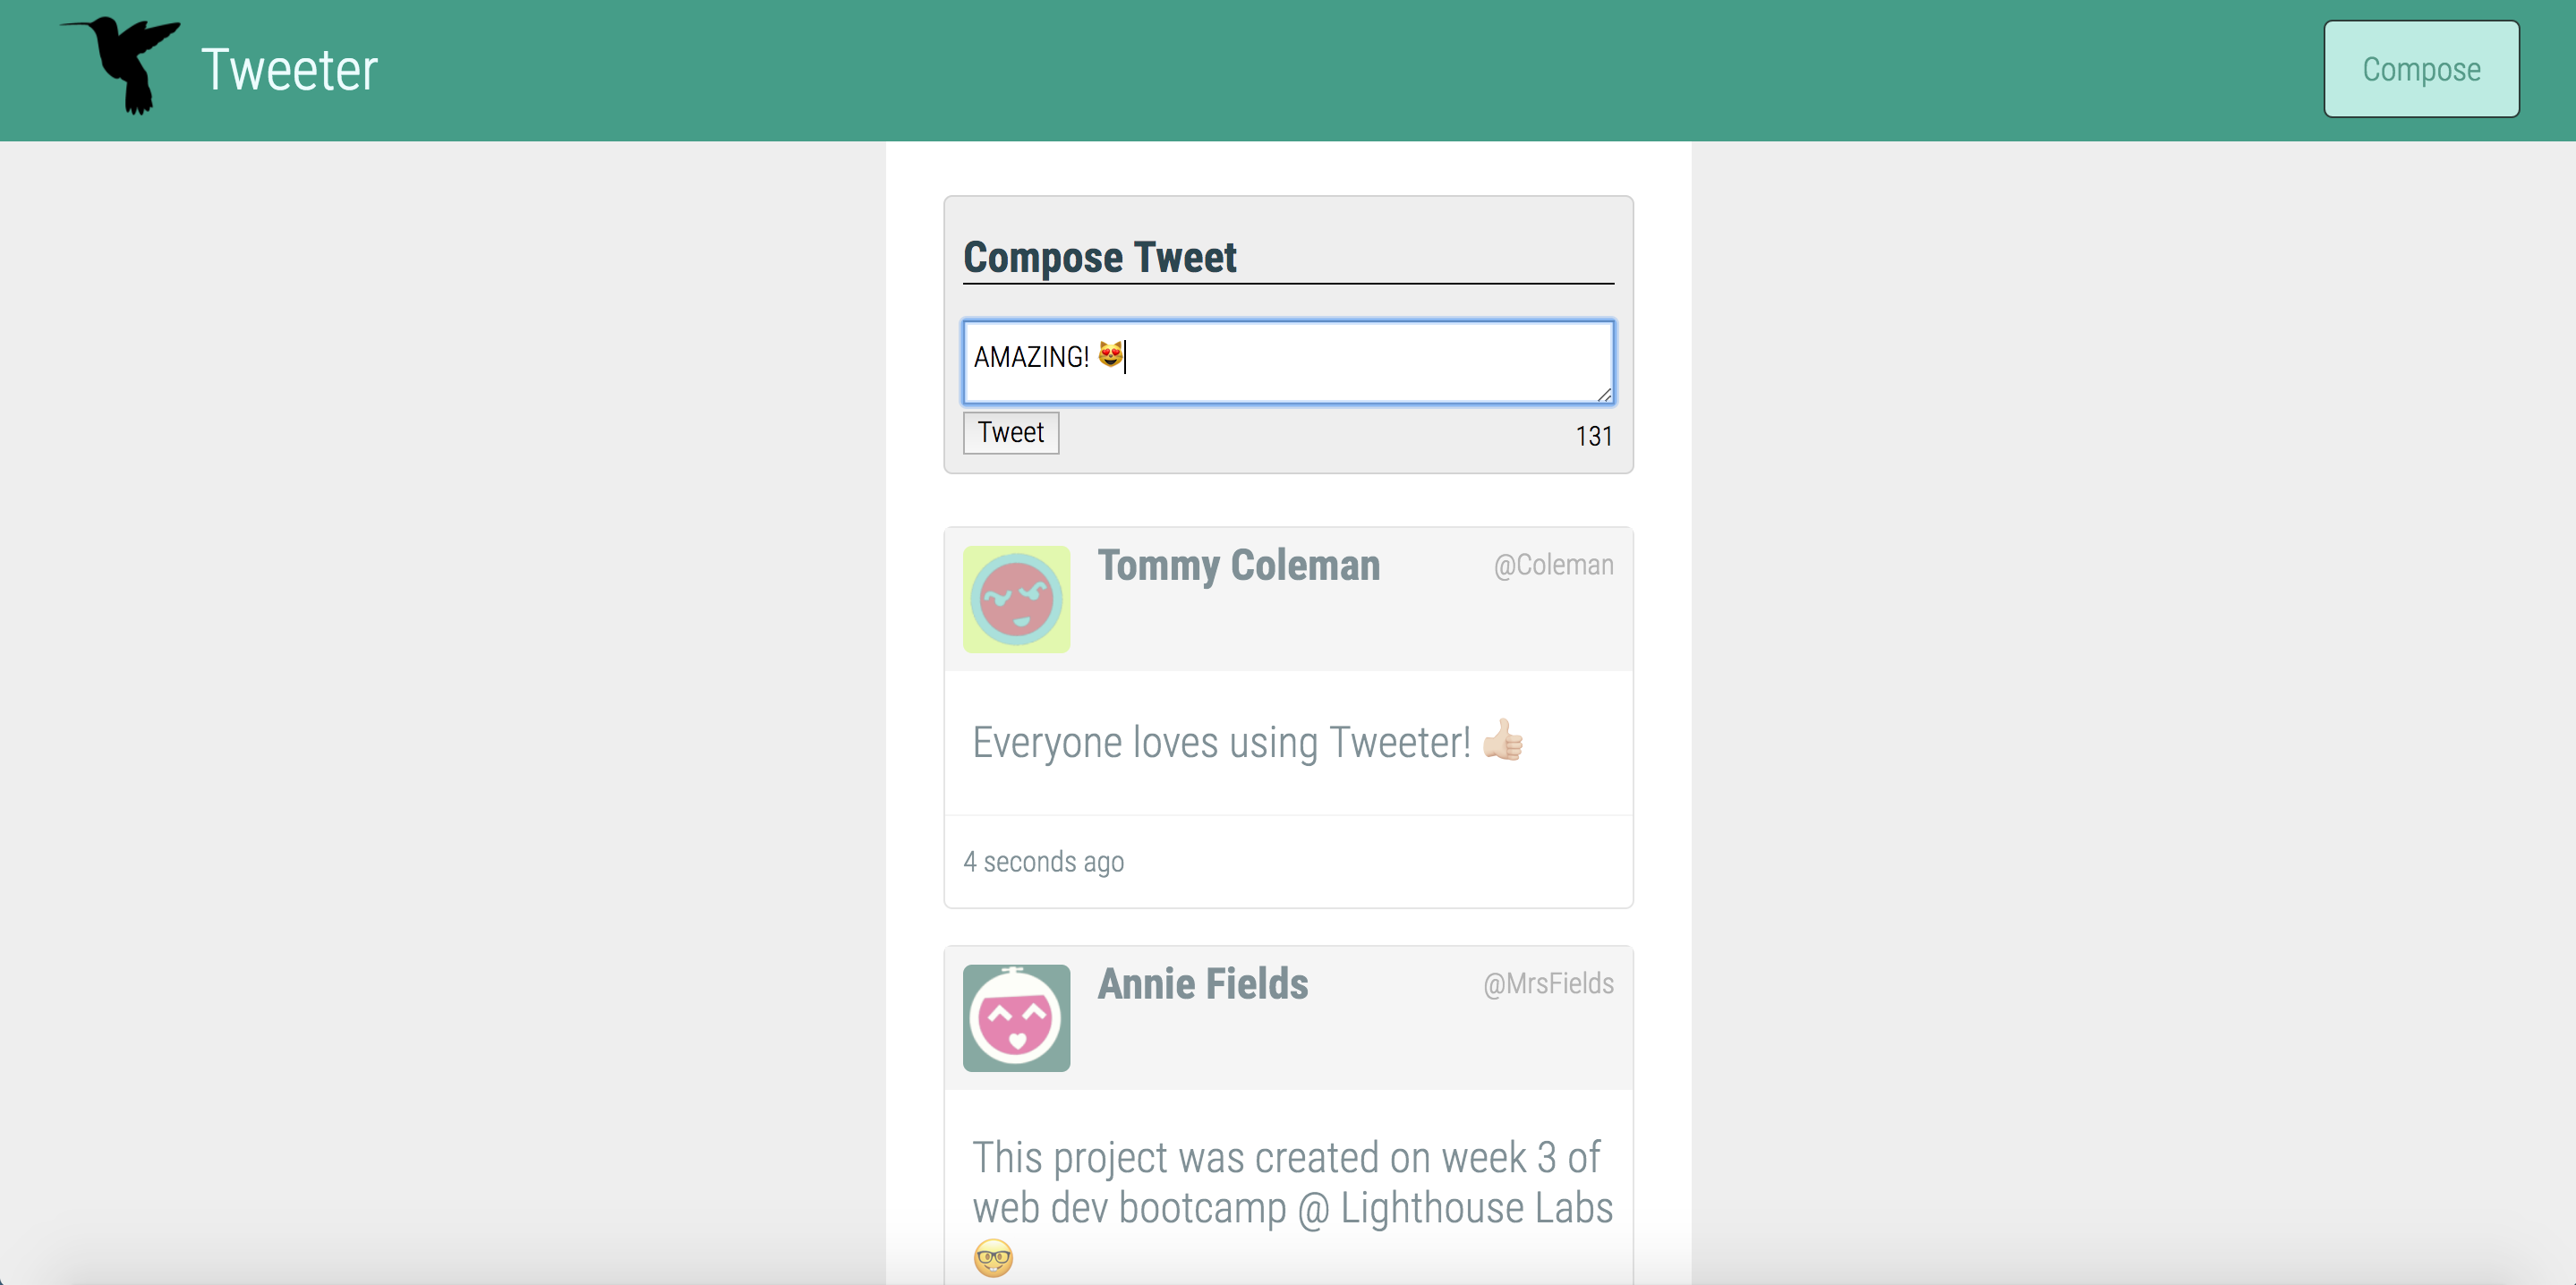 Tweeter
Compose
Compose Tweet
AMAZING! 😻
Tweet
131
Tommy Coleman
@Coleman
Everyone loves using Tweeter! 👍🏻
4 seconds ago
Annie Fields
@MrsFields
This project was created on week 3 of
web dev bootcamp @ Lighthouse Labs
🤓